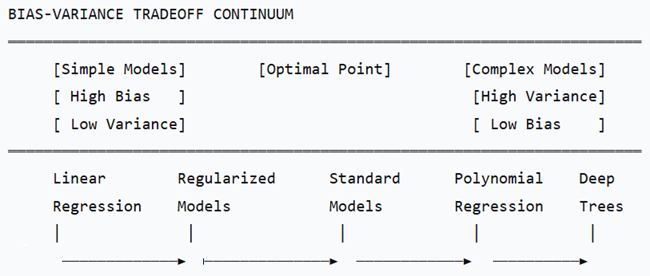 BIAS-VARIANCE TRADEOFF CONTINUUM
[Simple Models] [Optimal Point] [Complex Models]
[ High Bias ] [High Variance]
[ Low Variance] [ Low Bias ]
Linear Regularized Standard Polynomial Deep
Regression Models Models Regression Trees